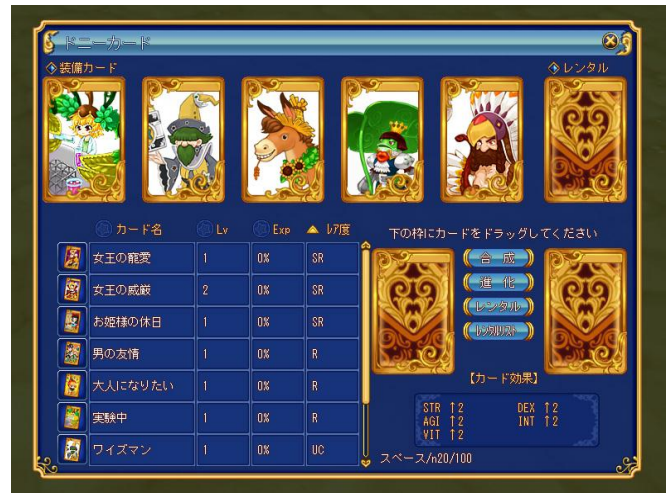 ドニーカード
装備カード
レンタル
カード名 Lv Exp レア度
女王の寵愛 1 0% SR
女王の威厳 2 0% SR
お姫様の休日 1 0% SR
男の友情 1 0% R
大人になりたい 1 0% R
実験中 1 0% R
ワイズマン 1 0% UC
下の枠にカードをドラッグしてください
合成
進化
レンタル
レンタルリスト
【カード効果】
STR ↑2 DEX ↑2
AGI ↑2 INT ↑2
VIT ↑2
スペース/n20/100